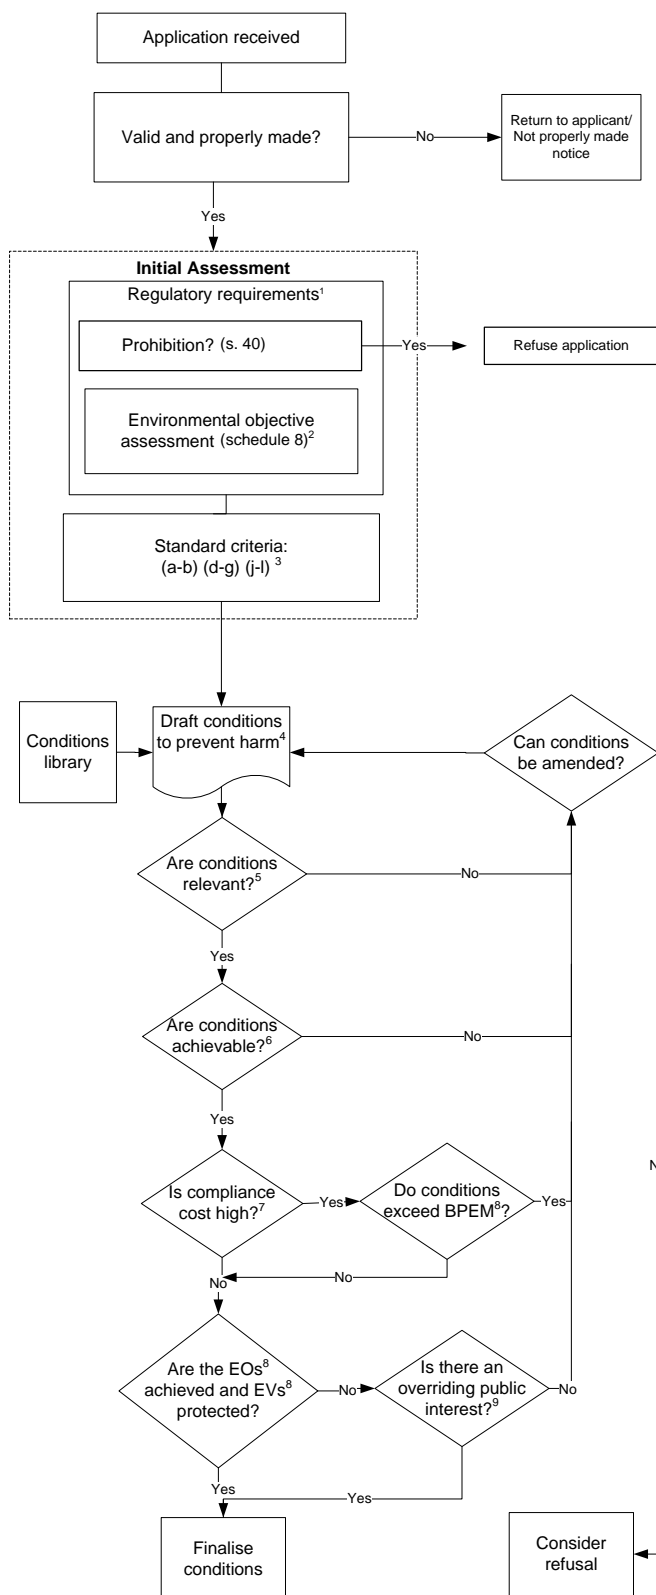 Application received
Valid and properly made?
No
Return to applicant/
Not properly made
notice
Yes
Initial Assessment
Regulatory requirements¹
Prohibition? (s. 40)
Yes
Refuse application
Environmental objective
assessment (schedule 8)²
Standard criteria:
(a-b) (d-g) (j-l) ³
Conditions
library
Draft conditions
to prevent harm⁴
Can conditions
be amended?
Are conditions
relevant?⁵
No
Yes
Are conditions
achievable?⁶
No
Yes
Is compliance
cost high?⁷
Yes
Do conditions
exceed BPEM⁸?
Yes
No
No
N
Are the EOs⁸
achieved and EVs⁸
protected?
No
Is there an
overriding public
interest?⁹
No
Yes
Yes
Finalise
conditions
Consider
refusal